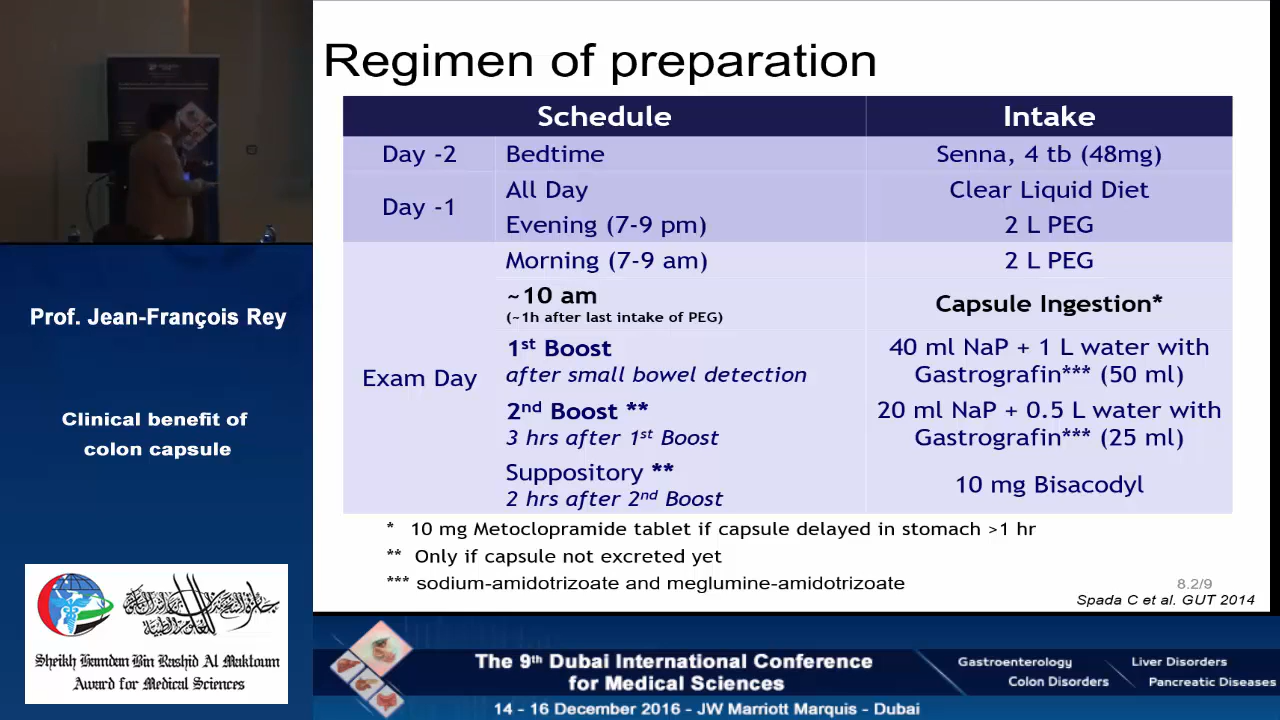 Regimen of preparation
Schedule Intake
Day -2 Bedtime Senna, 4 tb (48mg)
Day -1 All Day Clear Liquid Diet
Evening (7-9 pm) 2 L PEG
Exam Day Morning (7-9 am) 2 L PEG
~10 am Capsule Ingestion*
(~1h after last intake of PEG)
1st Boost 40 ml NaP + 1 L water with
after small bowel detection Gastrografin*** (50 ml)
2nd Boost ** 20 ml NaP + 0.5 L water with
3 hrs after 1st Boost Gastrografin*** (25 ml)
Suppository ** 10 mg Bisacodyl
2 hrs after 2nd Boost
* 10 mg Metoclopramide tablet if capsule delayed in stomach >1 hr
** Only if capsule not excreted yet
*** sodium-amidotrizoate and meglumine-amidotrizoate
8.2/9
Spada C et al. GUT 2014
Prof. Jean-François Rey
Clinical benefit of
colon capsule
Sheikh Hamdan Bin Rashid Al Maktoum
Award for Medical Sciences
The 9th Dubai International Conference
for Medical Sciences
14 - 16 December 2016 - JW Marriott Marquis - Dubai
Gastroenterology Liver Disorders
Colon Disorders Pancreatic Diseases